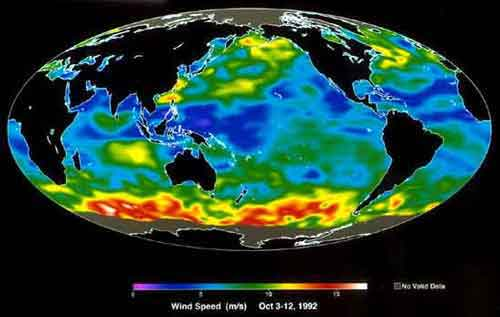 No Valid Data
0 5 10 15
Wind Speed (m/s) Oct 3-12, 1992